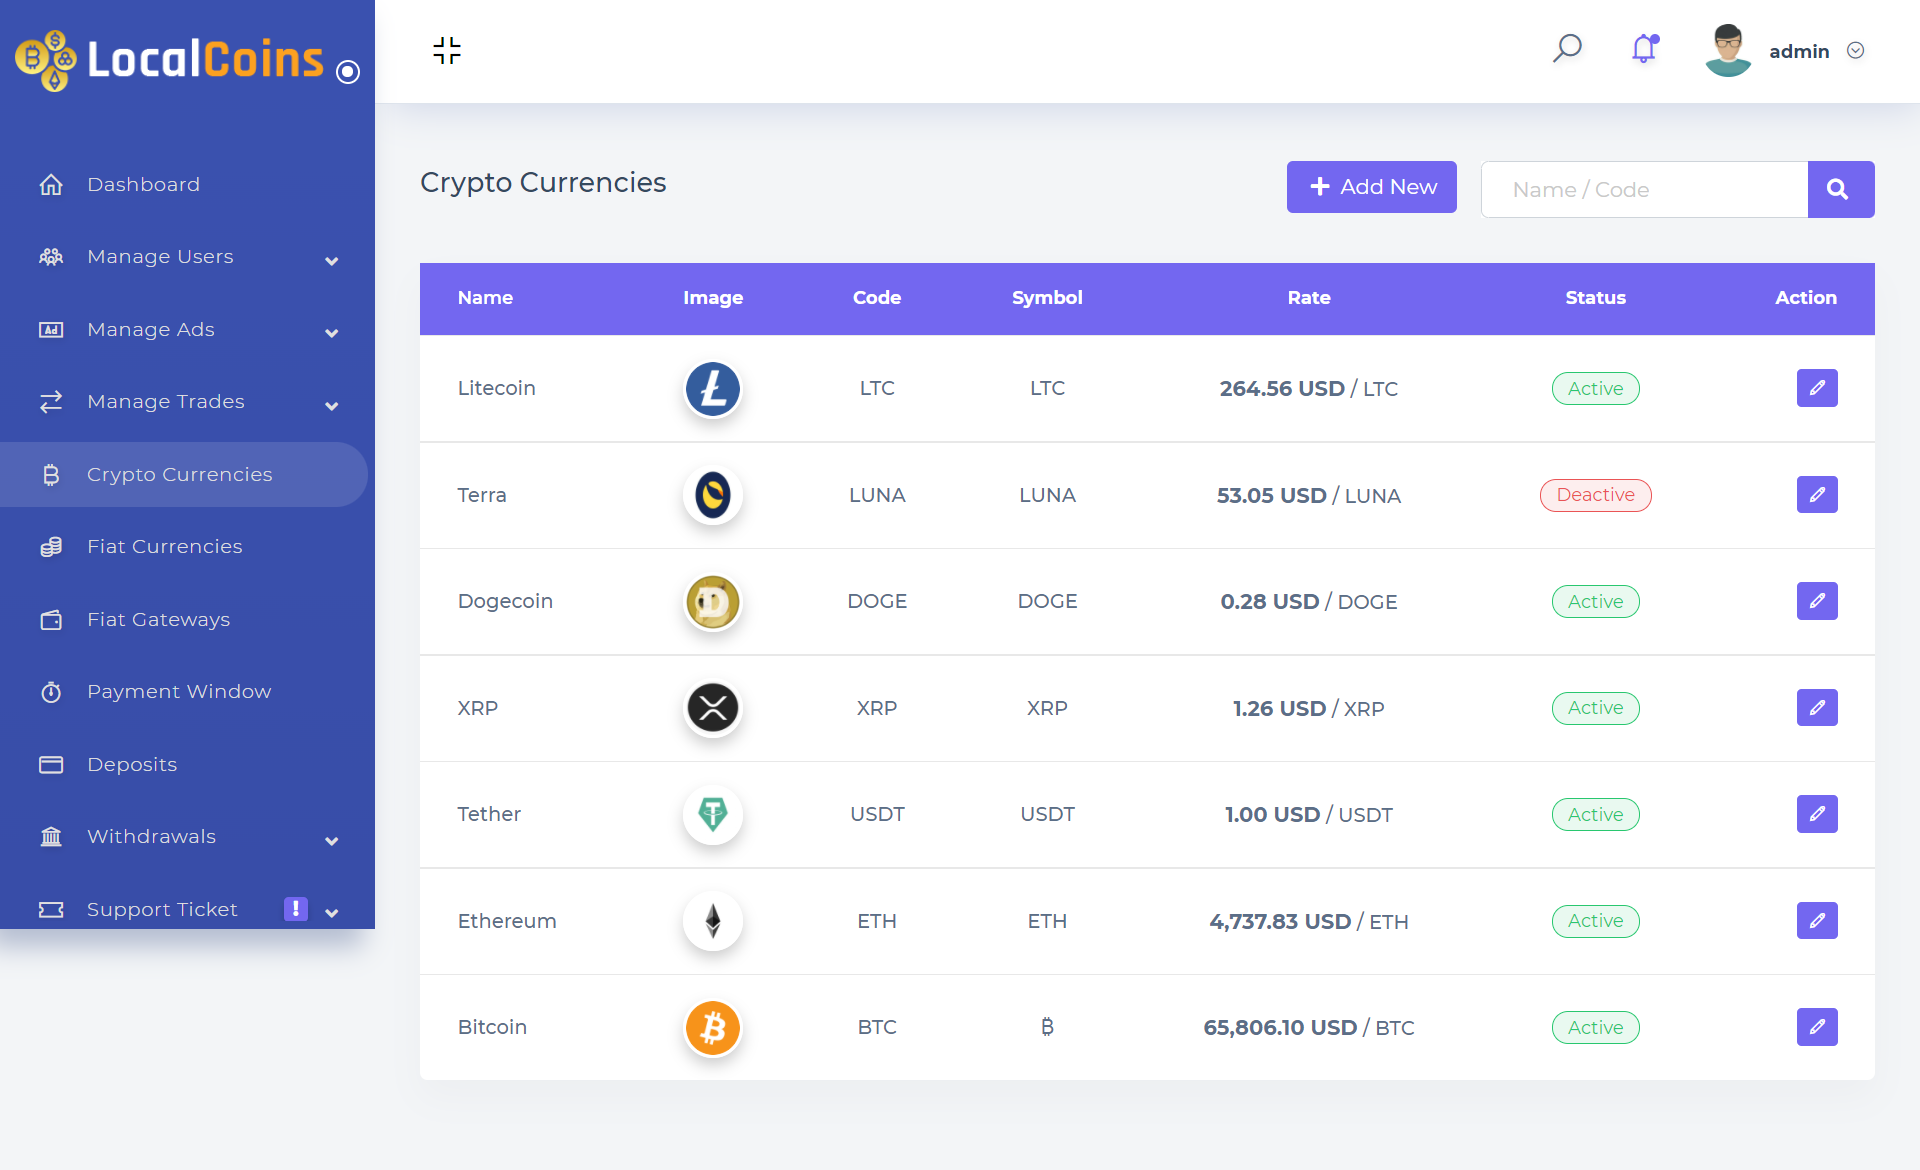 LocalCoins
admin
Dashboard
Manage Users
Manage Ads
Manage Trades
Crypto Currencies
Fiat Currencies
Fiat Gateways
Payment Window
Deposits
Withdrawals
Support Ticket !
Crypto Currencies
Add New
Name / Code
Name Image Code Symbol Rate Status Action
Litecoin LTC LTC 264.56 USD / LTC Active
Terra LUNA LUNA 53.05 USD / LUNA Deactive
Dogecoin DOGE DOGE 0.28 USD / DOGE Active
XRP XRP XRP 1.26 USD / XRP Active
Tether USDT USDT 1.00 USD / USDT Active
Ethereum ETH ETH 4,737.83 USD / ETH Active
Bitcoin BTC ₿ 65,806.10 USD / BTC Active